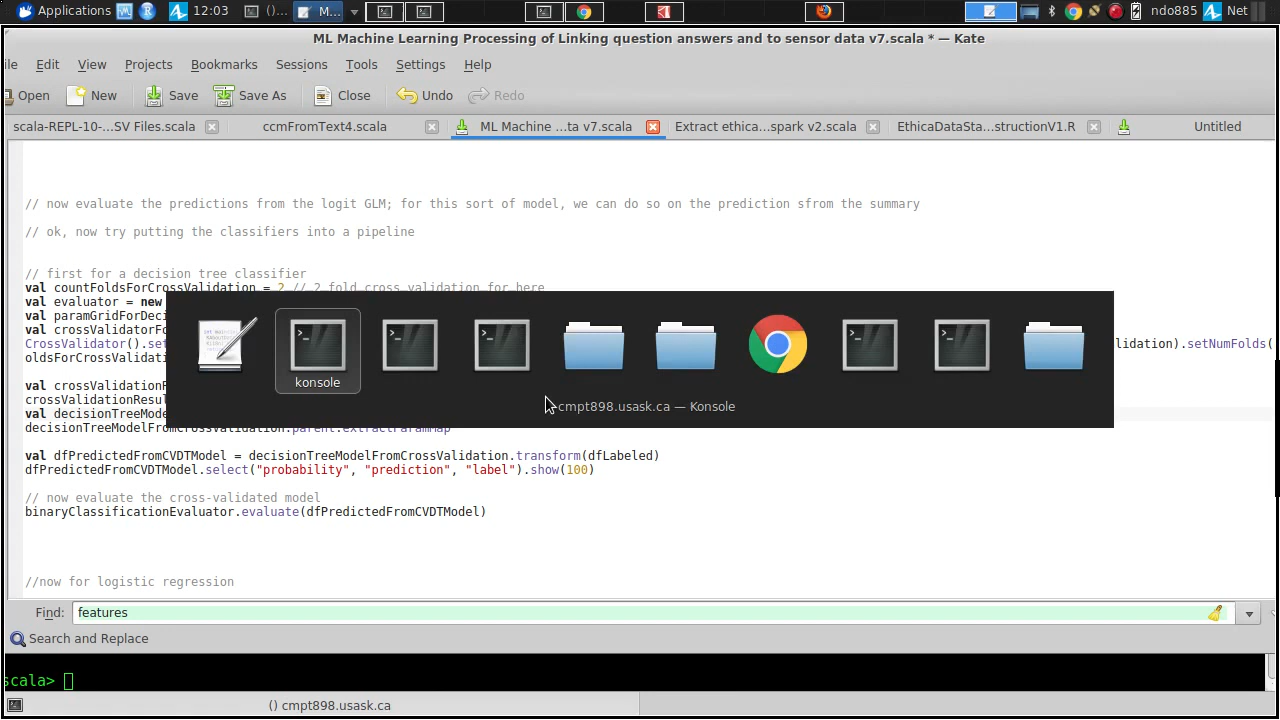 Applications 12:03 ()... M... ndo885 Net
ML Machine Learning Processing of Linking question answers and to sensor data v7.scala * — Kate
ile Edit View Projects Bookmarks Sessions Tools Settings Help
Open New Save Save As Close Undo Redo
scala-REPL-10-...SV Files.scala ccmFromText4.scala ML Machine ...ta v7.scala Extract ethica...spark v2.scala EthicaDataSta...structionV1.R Untitled
// now evaluate the predictions from the logit GLM; for this sort of model, we can do so on the prediction sfrom the summary
// ok, now try putting the classifiers into a pipeline
// first for a decision tree classifier
val countFoldsForCrossValidation = 2 // 2 fold cross validation for here
val evaluator = new
val paramGridForDeci
val crossValidatorFo
CrossValidator().set lidation).setNumFolds(
oldsForCrossValidati
val crossValidationR
crossValidationResul
val decisionTreeMode
decisionTreeModelFromCrossValidation.parent.extractParamMap
konsole
cmpt898.usask.ca — Konsole
val dfPredictedFromCVDTModel = decisionTreeModelFromCrossValidation.transform(dfLabeled)
dfPredictedFromCVDTModel.select("probability", "prediction", "label").show(100)
// now evaluate the cross-validated model
binaryClassificationEvaluator.evaluate(dfPredictedFromCVDTModel)
//now for logistic regression
Find: features
Search and Replace
scala>
() cmpt898.usask.ca